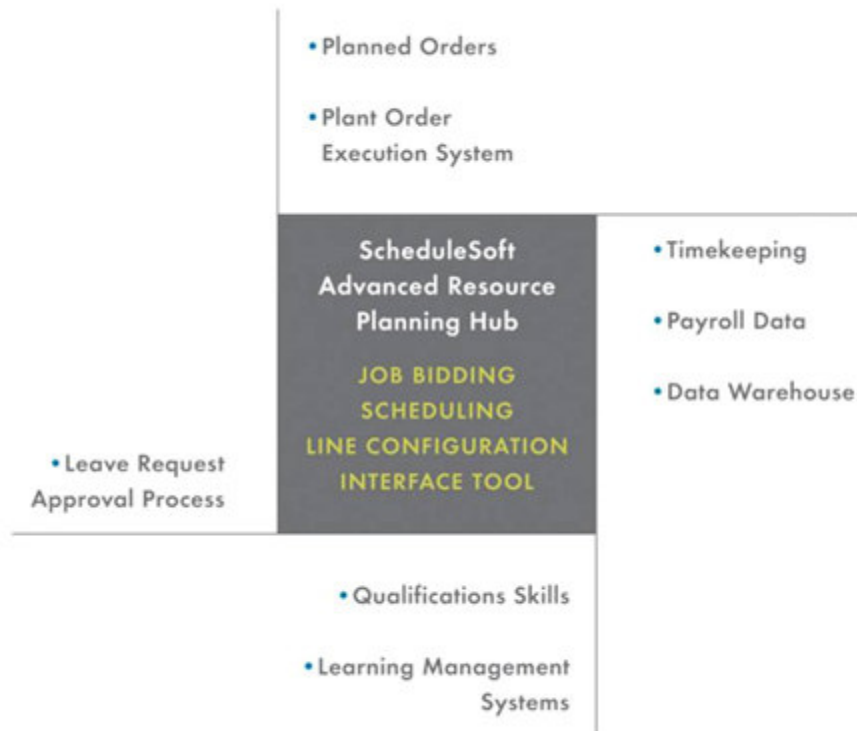 • Planned Orders
• Plant Order
Execution System
ScheduleSoft
Advanced Resource
Planning Hub
JOB BIDDING
SCHEDULING
LINE CONFIGURATION
INTERFACE TOOL
• Timekeeping
• Payroll Data
• Data Warehouse
• Leave Request
Approval Process
• Qualifications Skills
• Learning Management
Systems